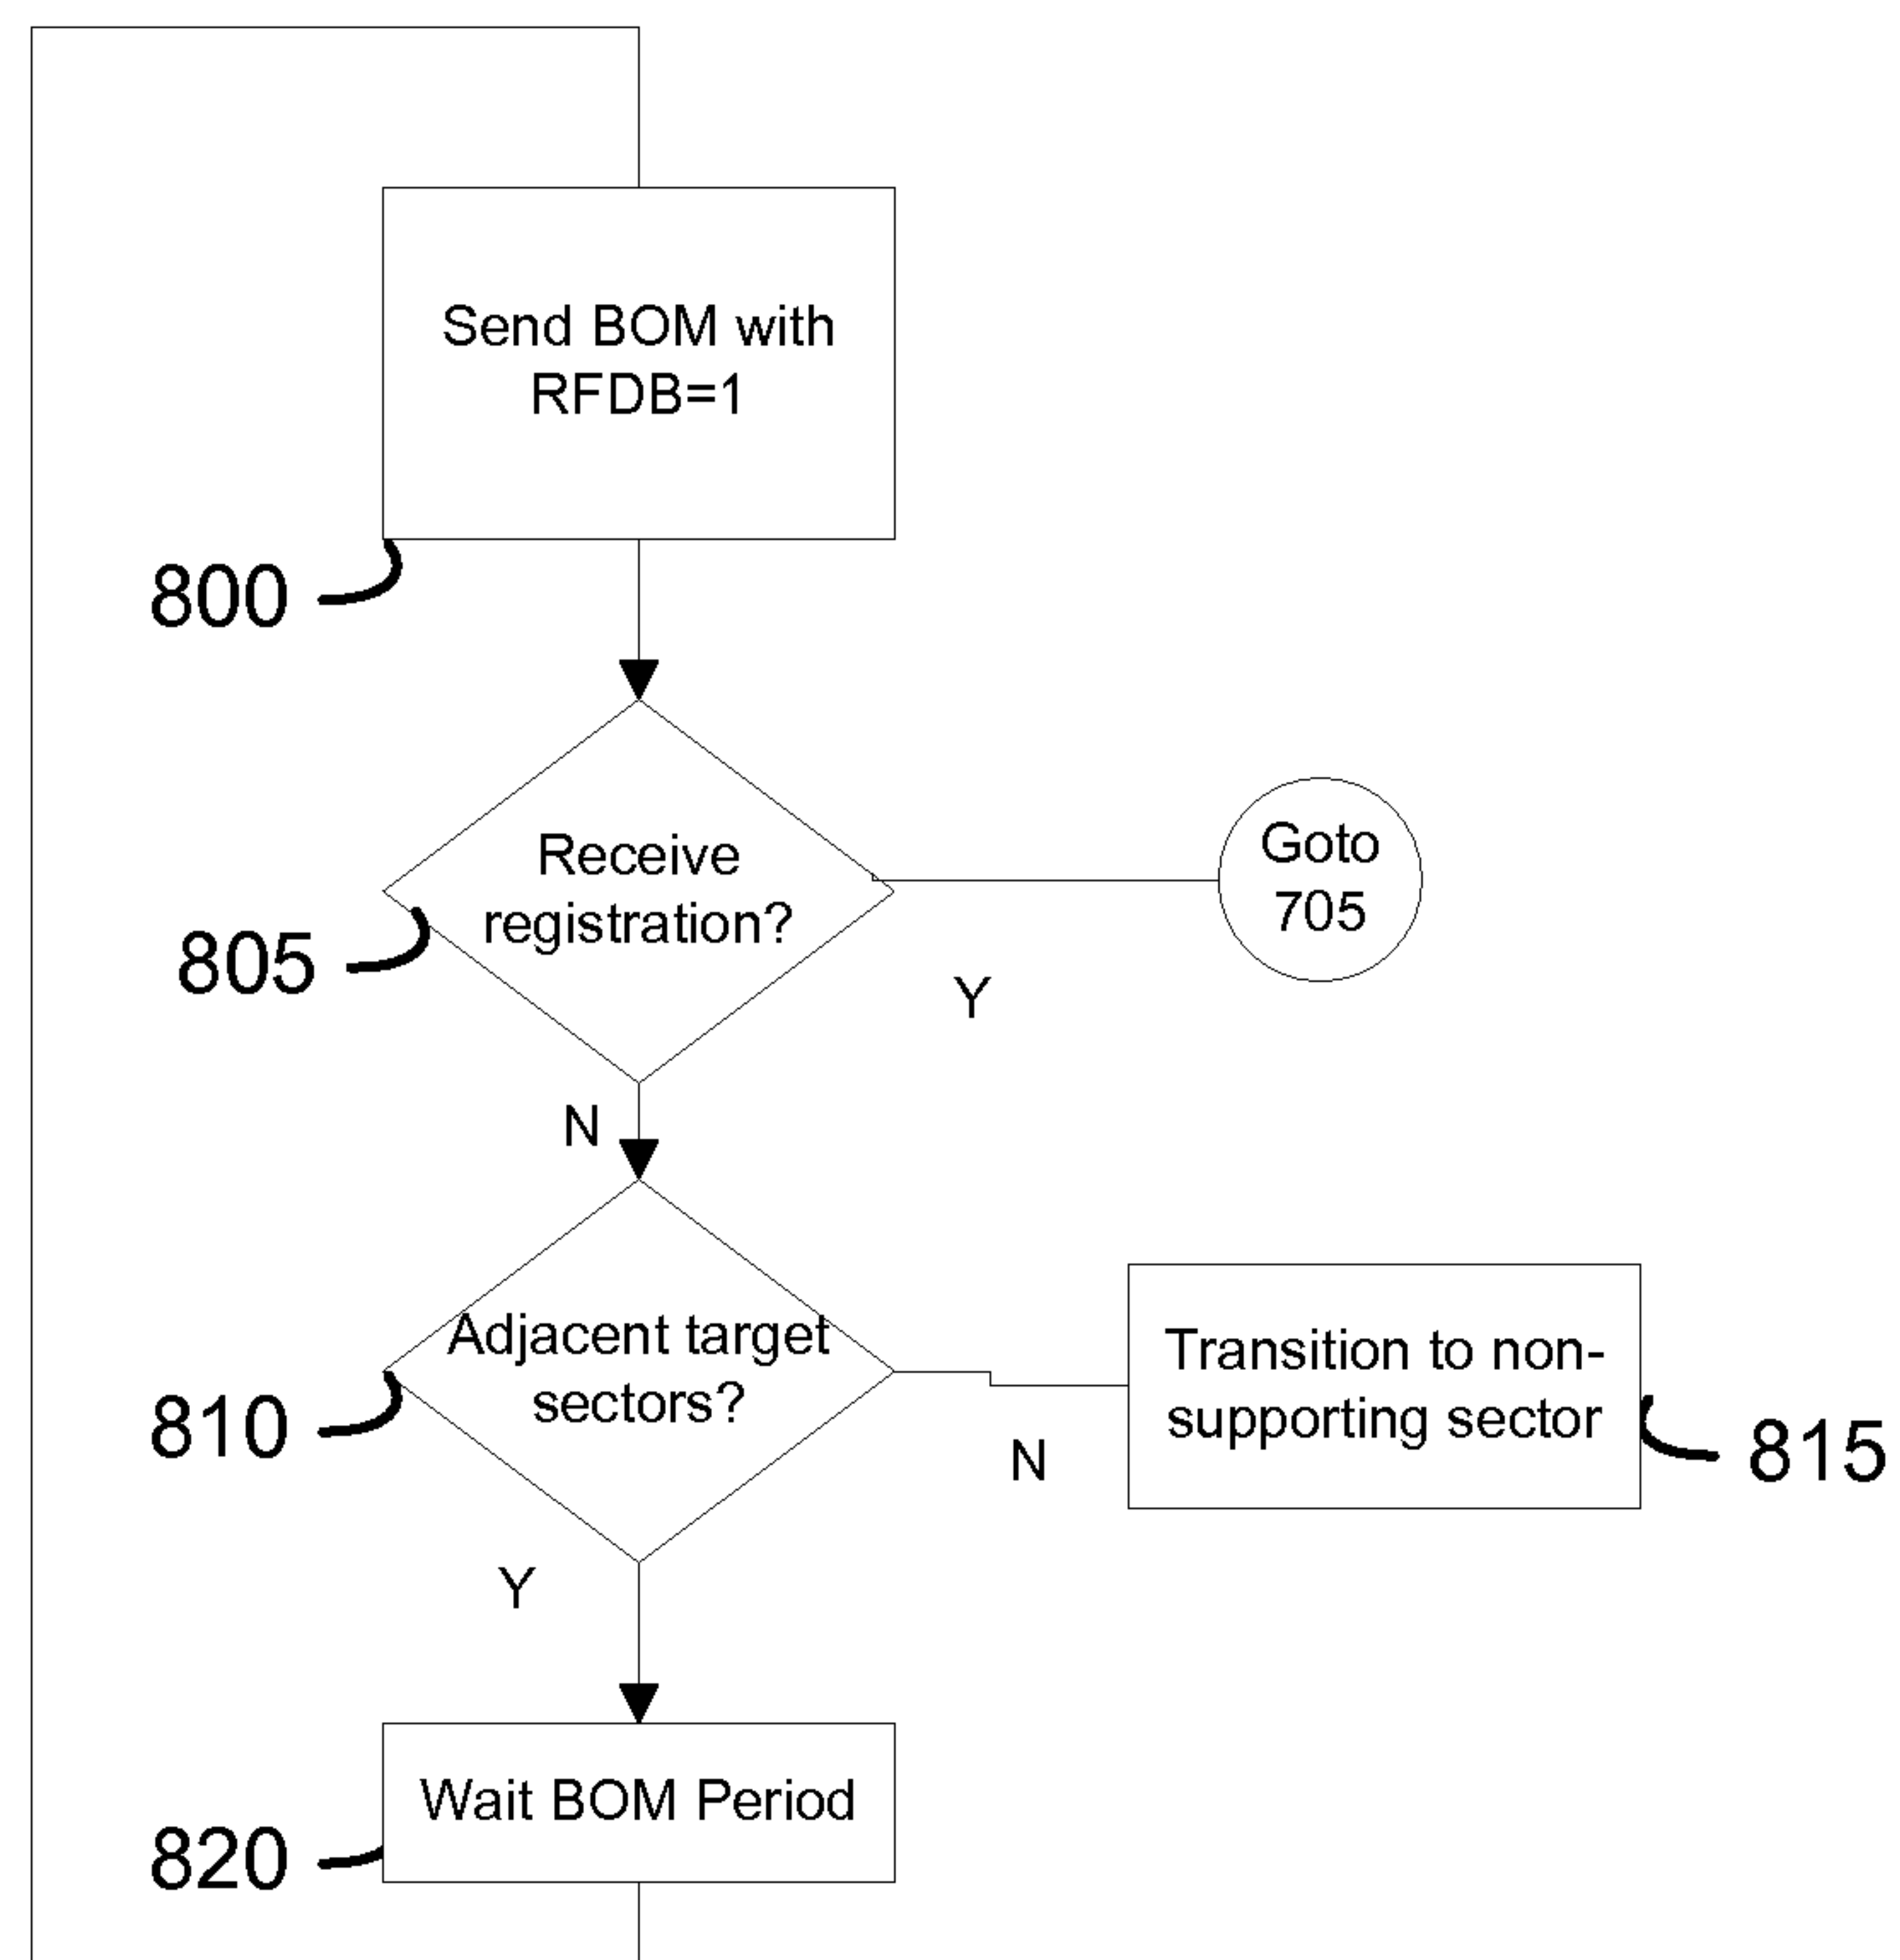 Send BOM with
RFDB=1
800
Receive
registration?
805
Goto
705
Y
N
Adjacent target
sectors?
810
Transition to non-
supporting sector
815
N
Y
Wait BOM Period
820